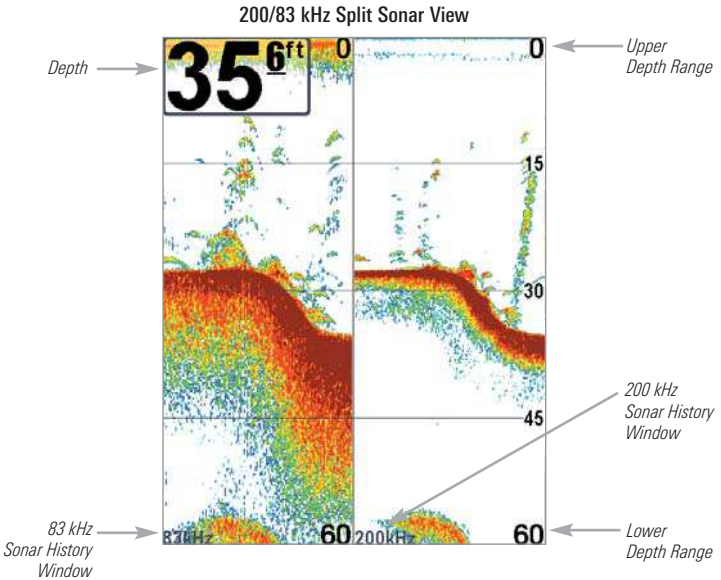 200/83 kHz Split Sonar View
Depth
35 6 ft
0
0
Upper
Depth Range
15
30
45
200 kHz
Sonar History
Window
83 kHz
Sonar History
Window
83kHz
60
200kHz
60
Lower
Depth Range